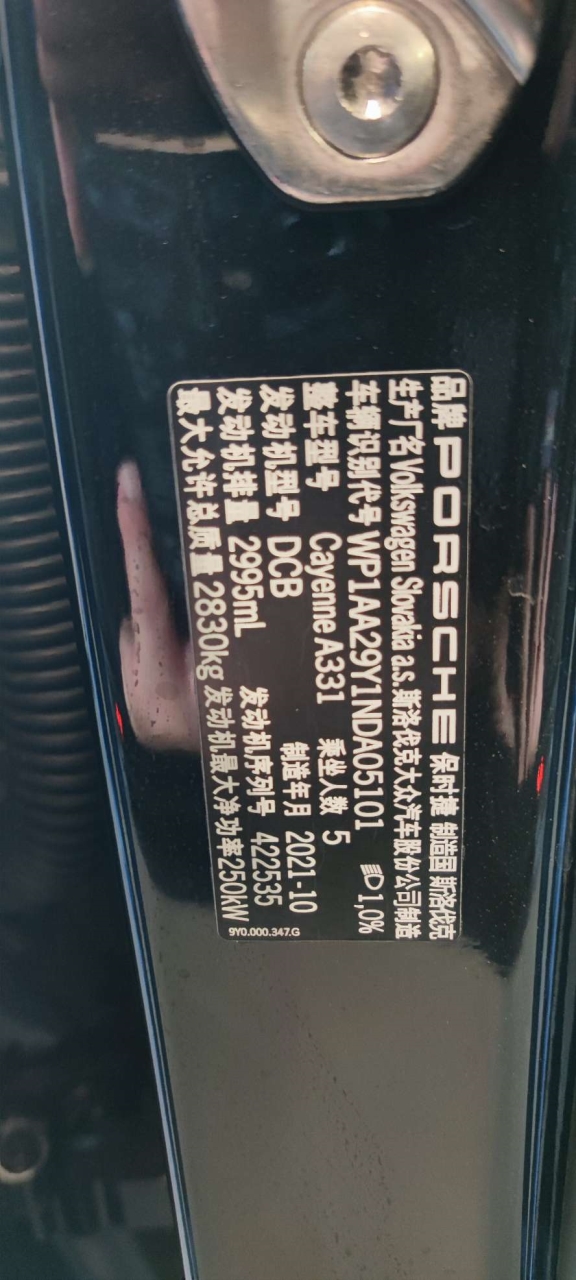 品牌 PORSCHE 保时捷 制造国 斯洛伐克
生产厂名 Volkswagen Slovakia a.s.斯洛伐克大众汽车股份公司制造
车辆识别代号 WP1AA29Y1NDA05101 1,0%
整车型号 Cayenne A331 乘坐人数 5
发动机型号 DCB 制造年月 2021-10
发动机排量 2995mL 发动机序列号 422535
最大允许总质量 2830kg 发动机最大净功率250kW
9Y0.000.347.G